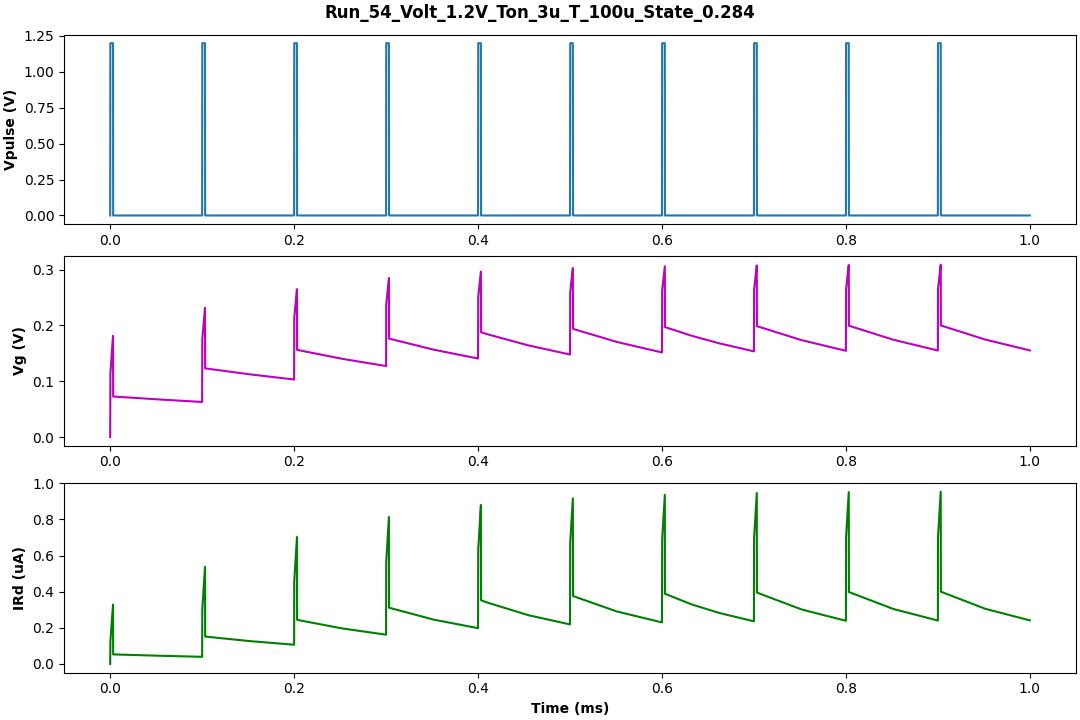 Run_54_Volt_1.2V_Ton_3u_T_100u_State_0.284
Vpulse (V)
1.25
1.00
0.75
0.50
0.25
0.00
0.0 0.2 0.4 0.6 0.8 1.0
Vg (V)
0.3
0.2
0.1
0.0
0.0 0.2 0.4 0.6 0.8 1.0
IRd (uA)
1.0
0.8
0.6
0.4
0.2
0.0
0.0 0.2 0.4 0.6 0.8 1.0
Time (ms)